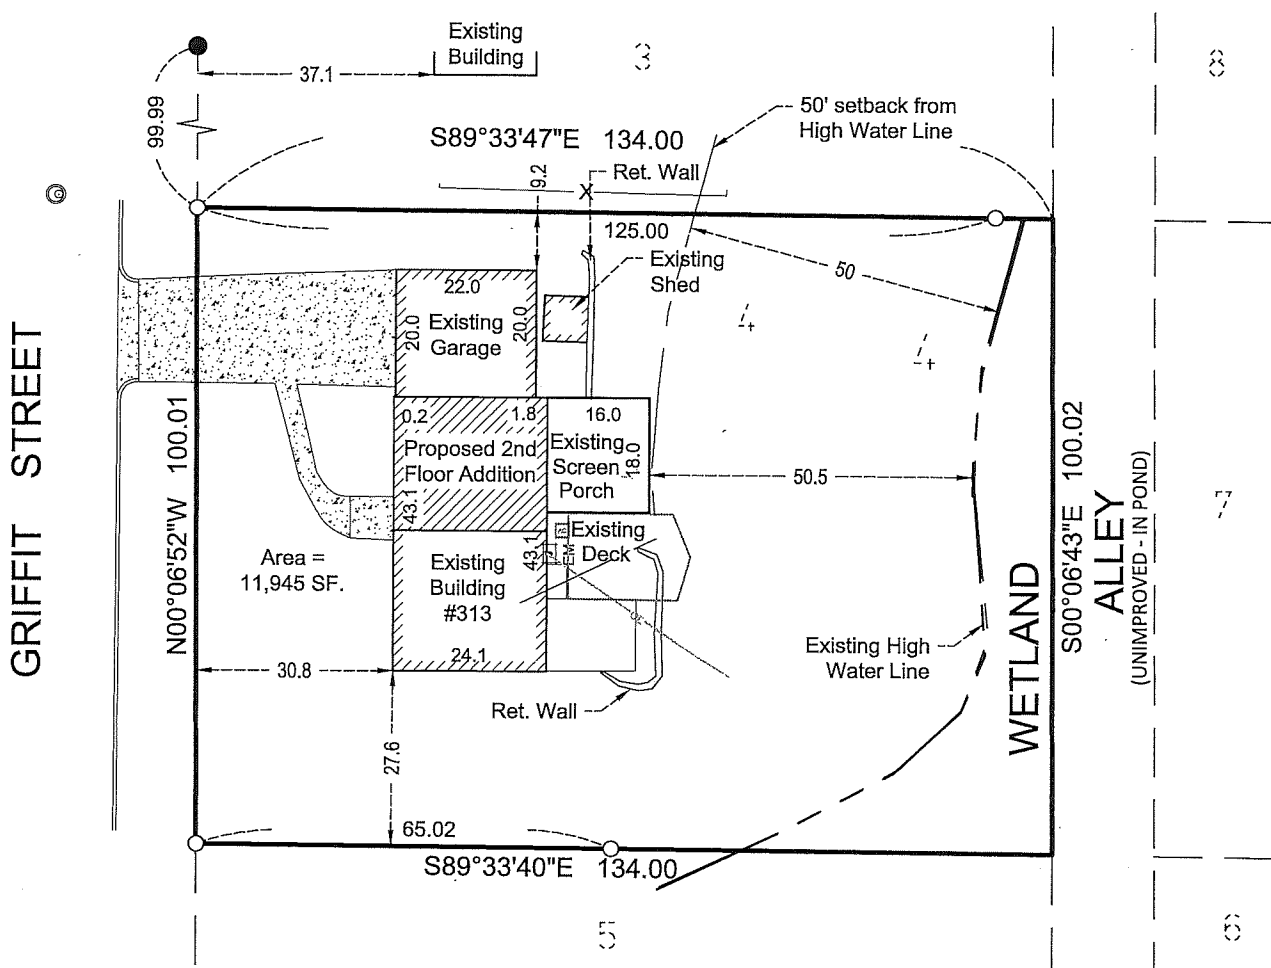 Existing
Building
3
8
37.1
99.99
50' setback from
High Water Line
S89°33'47"E 134.00
9.2
Ret. Wall
X
125.00
Existing
Shed
50
22.0
20.0
Existing
Garage
20.0
4
4
GRIFFIT STREET
N00°06'52"W 100.01
0.2
1.8
16.0
Proposed 2nd
Floor Addition
43.1
Existing
Screen
Porch
18.0
50.5
S00°06'43"E 100.02
ALLEY
(UNIMPROVED - IN POND)
7
Area =
11,945 SF.
Existing
Deck
EM
43.1
Existing
Building
#313
24.1
30.8
Existing High
Water Line
WETLAND
Ret. Wall
27.6
65.02
S89°33'40"E 134.00
5
6